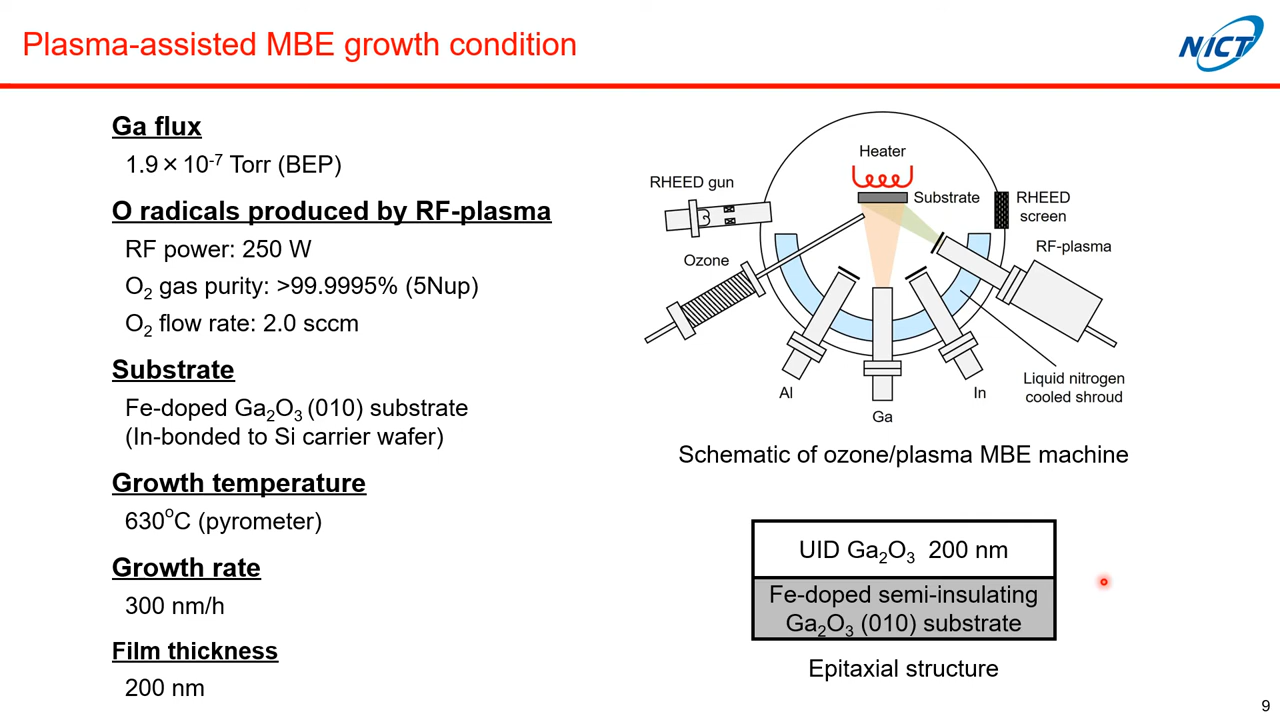 Plasma-assisted MBE growth condition
NICT
Ga flux
1.9×10⁻⁷ Torr (BEP)
O radicals produced by RF-plasma
RF power: 250 W
O₂ gas purity: >99.9995% (5Nup)
O₂ flow rate: 2.0 sccm
Substrate
Fe-doped Ga₂O₃ (010) substrate
(In-bonded to Si carrier wafer)
Growth temperature
630°C (pyrometer)
Growth rate
300 nm/h
Film thickness
200 nm
Heater
RHEED gun
Substrate
RHEED
screen
RF-plasma
Ozone
Al
Ga
In
Liquid nitrogen
cooled shroud
Schematic of ozone/plasma MBE machine
UID Ga₂O₃ 200 nm
Fe-doped semi-insulating
Ga₂O₃ (010) substrate
Epitaxial structure
9